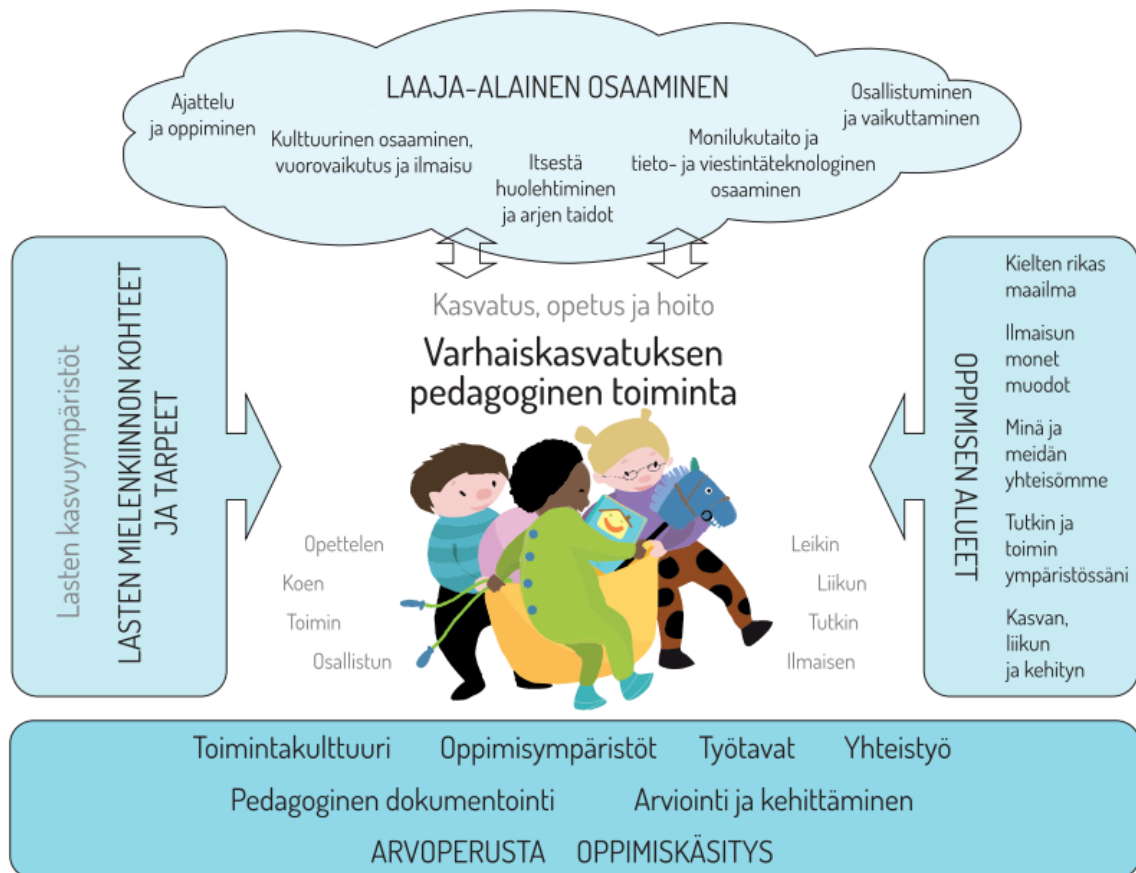 LAAJA-ALAINEN OSAAMINEN
Ajattelu
ja oppiminen
Kulttuurinen osaaminen,
vuorovaikutus ja ilmaisu
Itsestä
huolehtiminen
ja arjen taidot
Monilukutaito ja
tieto- ja viestintäteknologinen
osaaminen
Osallistuminen
ja vaikuttaminen
Lasten kasvuympäristöt
LASTEN MIELENKIINNON KOHTEET
JA TARPEET
Kasvatus, opetus ja hoito
Varhaiskasvatuksen
pedagoginen toiminta
Opettelen
Koen
Toimin
Osallistun
Leikin
Liikun
Tutkin
Ilmaisen
OPPIMISEN ALUEET
Kielten rikas
maailma
Ilmaisun
monet
muodot
Minä ja
meidän
yhteisömme
Tutkin ja
toimin
ympäristössäni
Kasvan,
liikun
ja kehityn
Toimintakulttuuri Oppimisympäristöt Työtavat Yhteistyö
Pedagoginen dokumentointi Arviointi ja kehittäminen
ARVOPERUSTA OPPIMISKÄSITYS